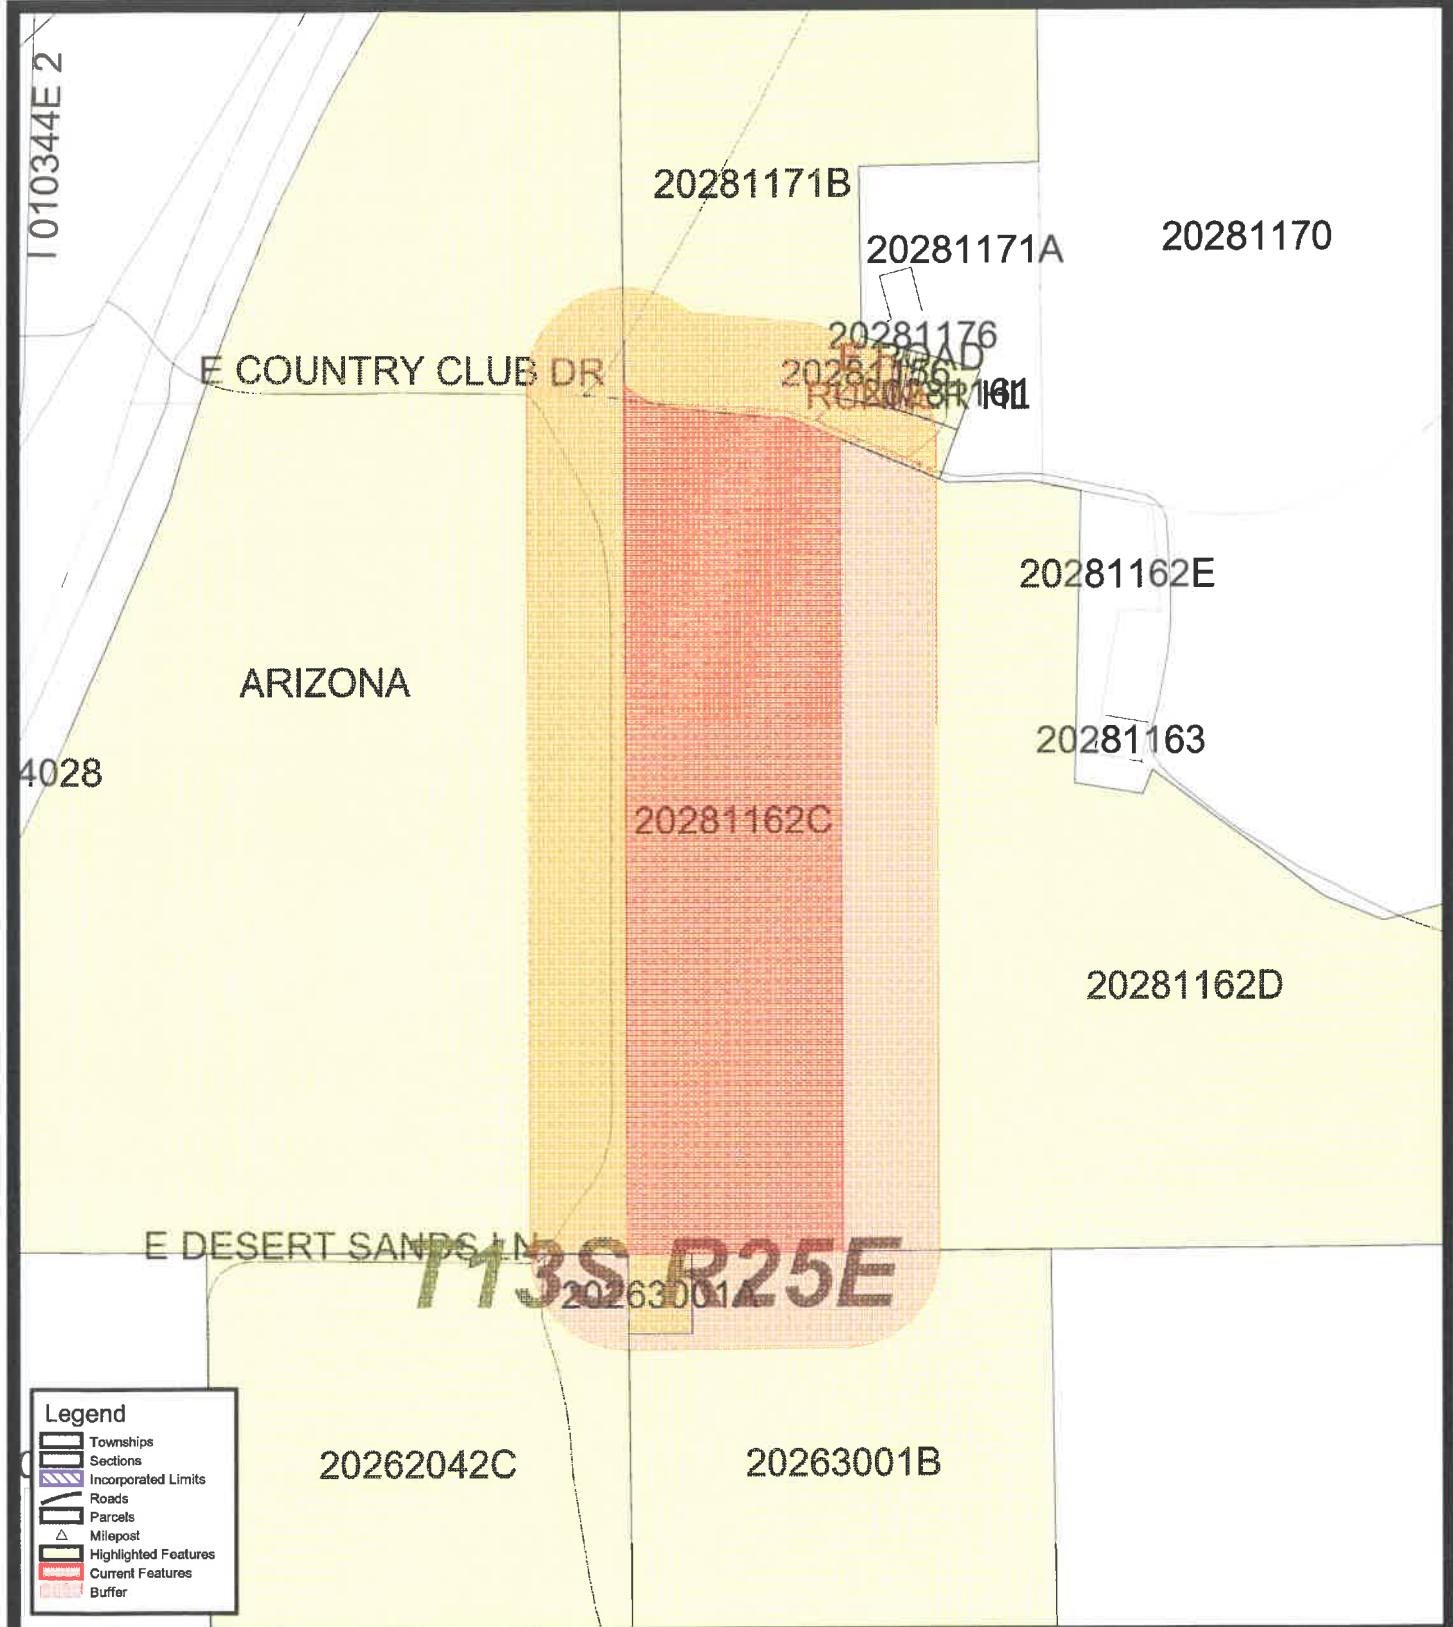 T010344E 2
20281171B
20281171A
20281170
20281176
E COUNTRY CLUB DR
20281162E
ARIZONA
20281163
4028
20281162C
20281162D
E DESERT SANDS LN
T13S R25E
20263001A
Legend
Townships
Sections
Incorporated Limits
Roads
Parcels
Milepost
Highlighted Features
Current Features
Buffer
20262042C
20263001B